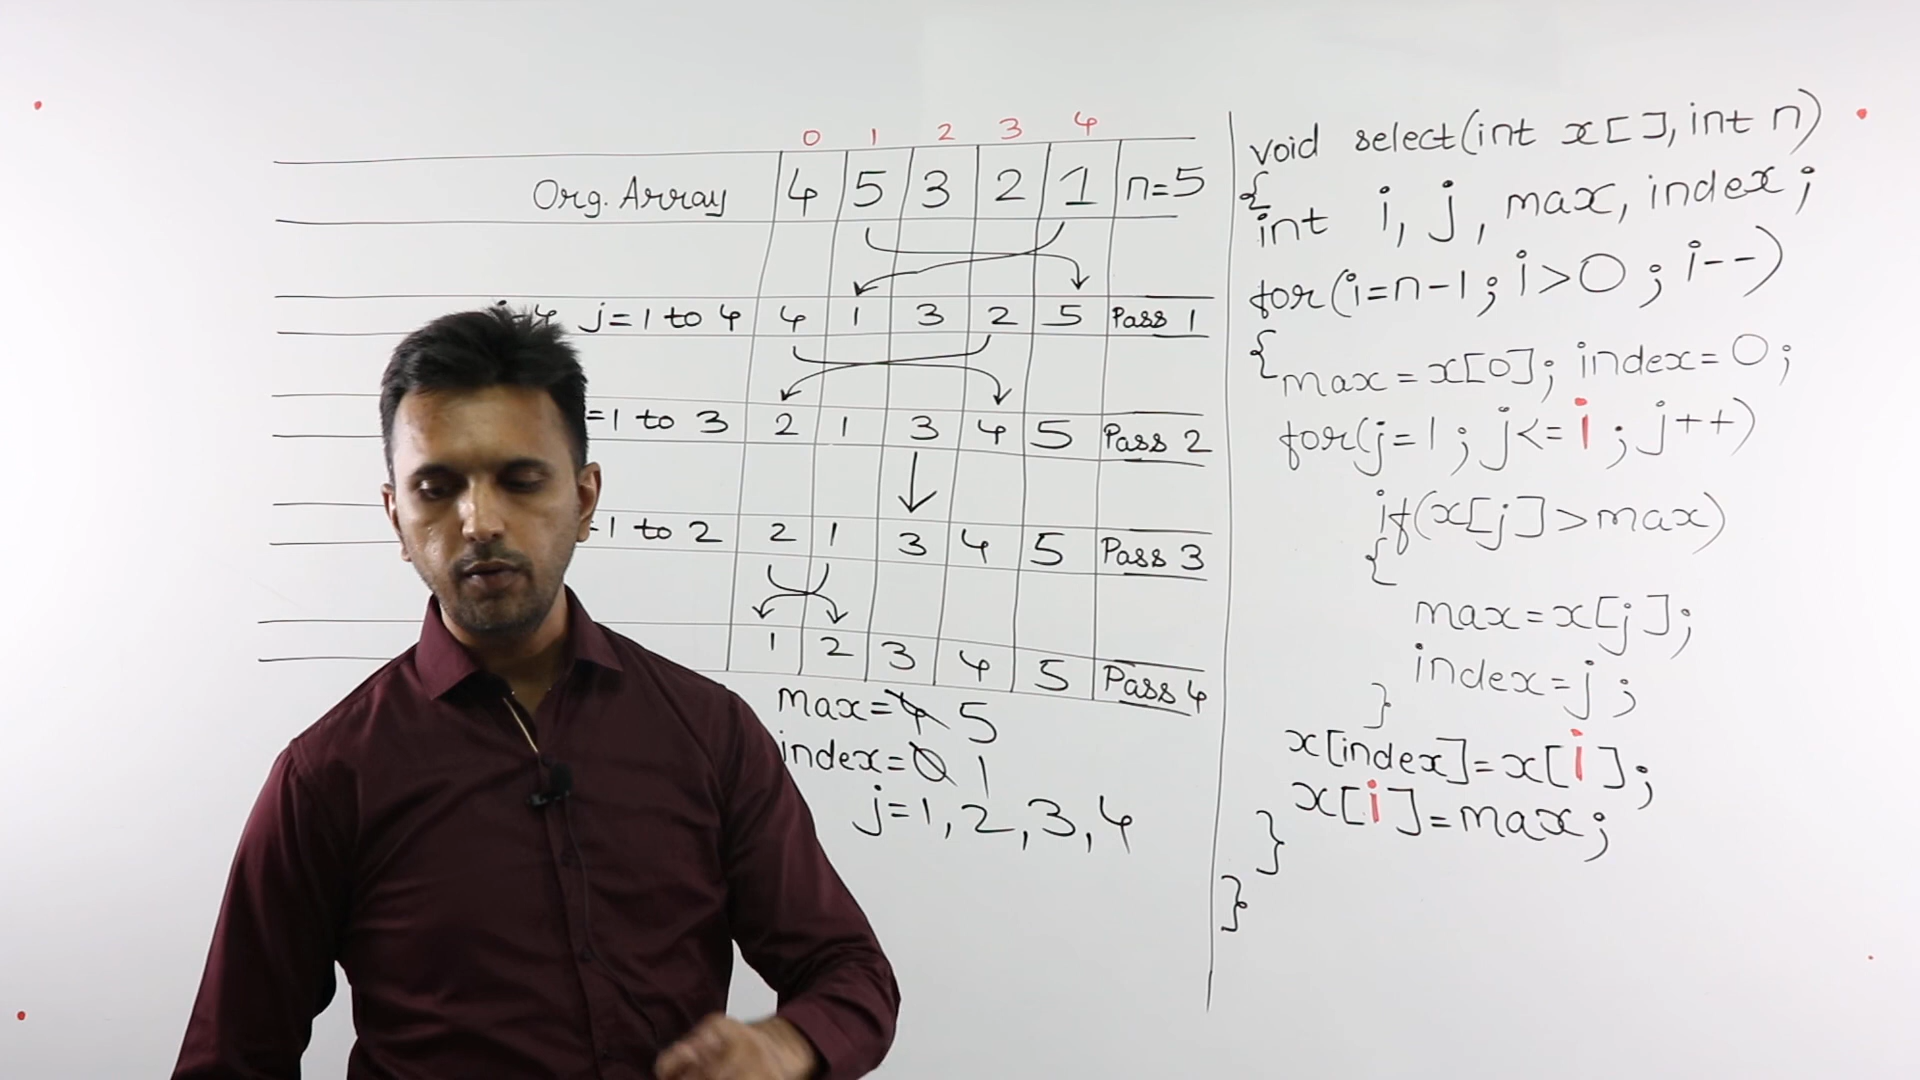 0 1 2 3 4
Org. Array 4 5 3 2 1 n=5
j=1 to 4 4 1 3 2 5 Pass 1
=1 to 3 2 1 3 4 5 Pass 2
=1 to 2 2 1 3 4 5 Pass 3
1 2 3 4 5 Pass 4
max=4 5
index=0 1
j=1,2,3,4
void select(int x[],int n)
{
int i, j, max, index;
for(i=n-1; i>0; i--)
{ max=x[0]; index=0;
for(j=1; j<=i; j++)
if(x[j]>max)
{
max=x[j];
index=j;
}
x[index]=x[i];
x[i]=max;
}
}